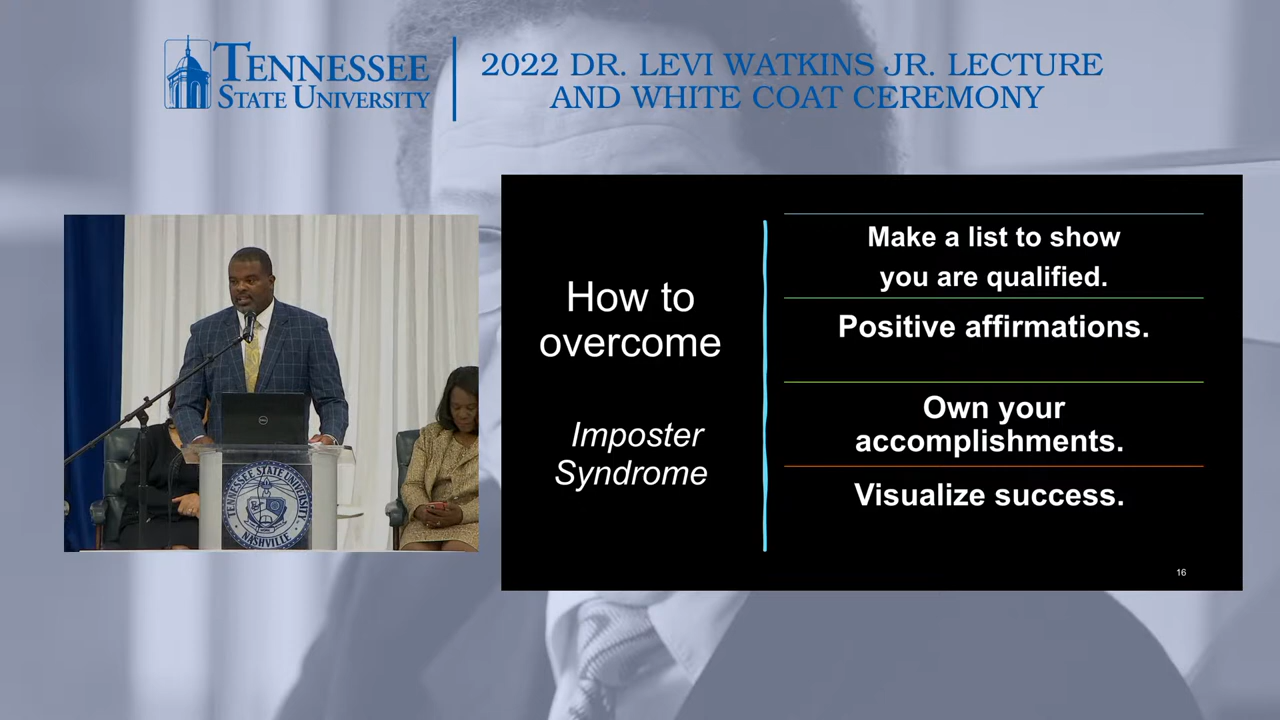 TENNESSEE
STATE UNIVERSITY
2022 DR. LEVI WATKINS JR. LECTURE
AND WHITE COAT CEREMONY
How to
overcome
Imposter
Syndrome
Make a list to show
you are qualified.
Positive affirmations.
Own your
accomplishments.
Visualize success.
16
DELL
TENNESSEE STATE UNIVERSITY
NASHVILLE